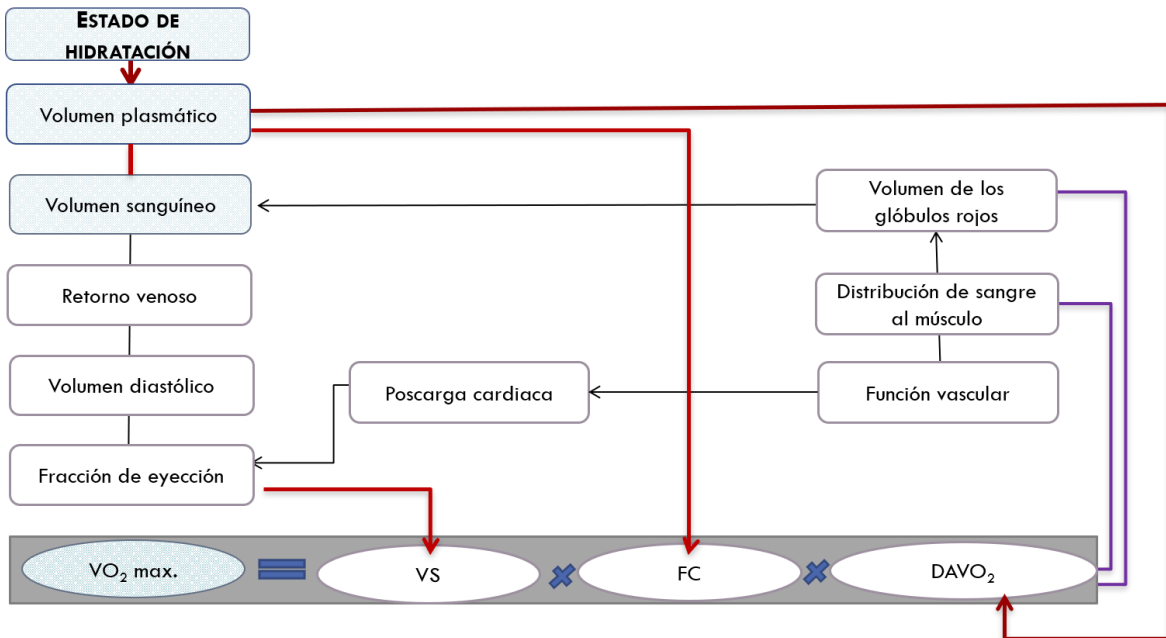 ESTADO DE
HIDRATACIÓN
Volumen plasmático
Volumen sanguíneo
Volumen de los
glóbulos rojos
Retorno venoso
Distribución de sangre
al músculo
Volumen diastólico
Poscarga cardiaca
Función vascular
Fracción de eyección
VO₂ max.
VS
FC
DAVO₂